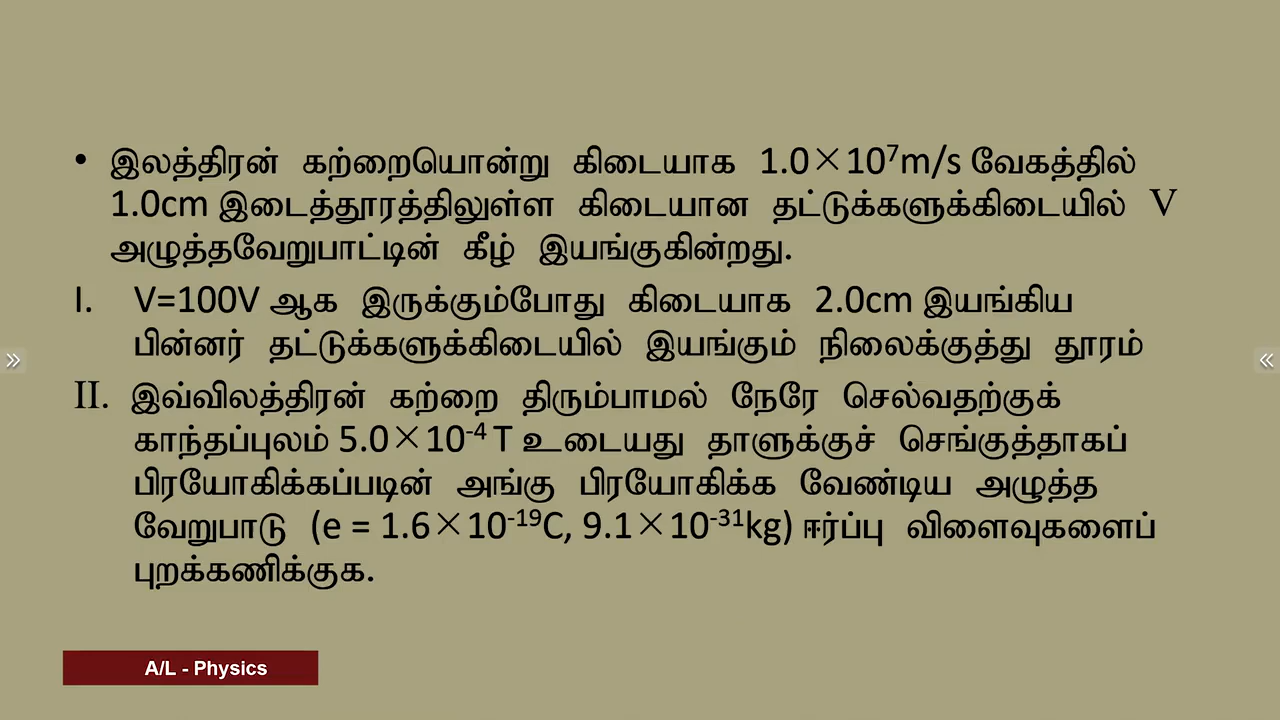 • இலத்திரன் கற்றையொன்று கிடையாக 1.0×10⁷m/s வேகத்தில்
1.0cm இடைத்தூரத்திலுள்ள கிடையான தட்டுக்களுக்கிடையில் V
அழுத்தவேறுபாட்டின் கீழ் இயங்குகின்றது.
I. V=100V ஆக இருக்கும்போது கிடையாக 2.0cm இயங்கிய
பின்னர் தட்டுக்களுக்கிடையில் இயங்கும் நிலைக்குத்து தூரம்
II. இவ்விலத்திரன் கற்றை திரும்பாமல் நேரே செல்வதற்குக்
காந்தப்புலம் 5.0×10⁻⁴ T உடையது தாளுக்குச் செங்குத்தாகப்
பிரயோகிக்கப்படின் அங்கு பிரயோகிக்க வேண்டிய அழுத்த
வேறுபாடு (e = 1.6×10⁻¹⁹C, 9.1×10⁻³¹kg) ஈர்ப்பு விளைவுகளைப்
புறக்கணிக்குக.
A/L - Physics